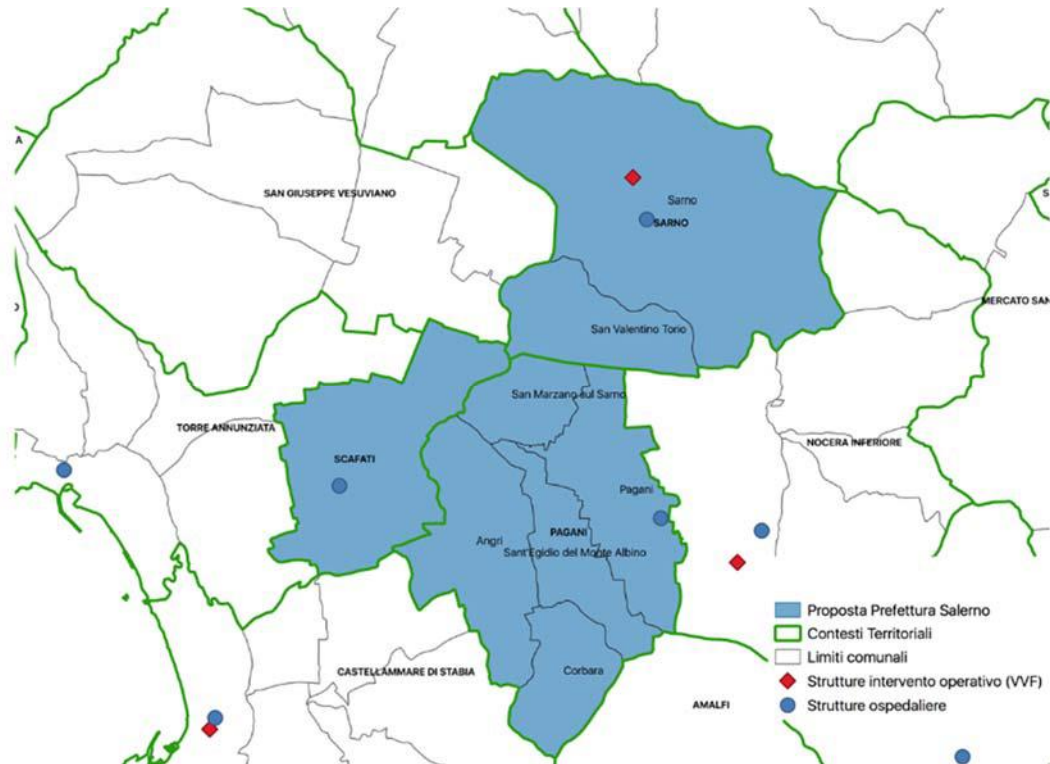 A
SAN GIUSEPPE VESUVIANO
Sarno
SARNO
S
MERCATO SAN
San Valentino Torio
San Marzano sul Sarno
TORRE ANNUNZIATA
NOCERA INFERIORE
SCAFATI
Pagani
PAGANI
Angri
Sant'Egidio del Monte Albino
Proposta Prefettura Salerno
Contesti Territoriali
Limiti comunali
CASTELLAMMARE DI STABIA
Corbara
Strutture intervento operativo (VVF)
AMALFI
Strutture ospedaliere